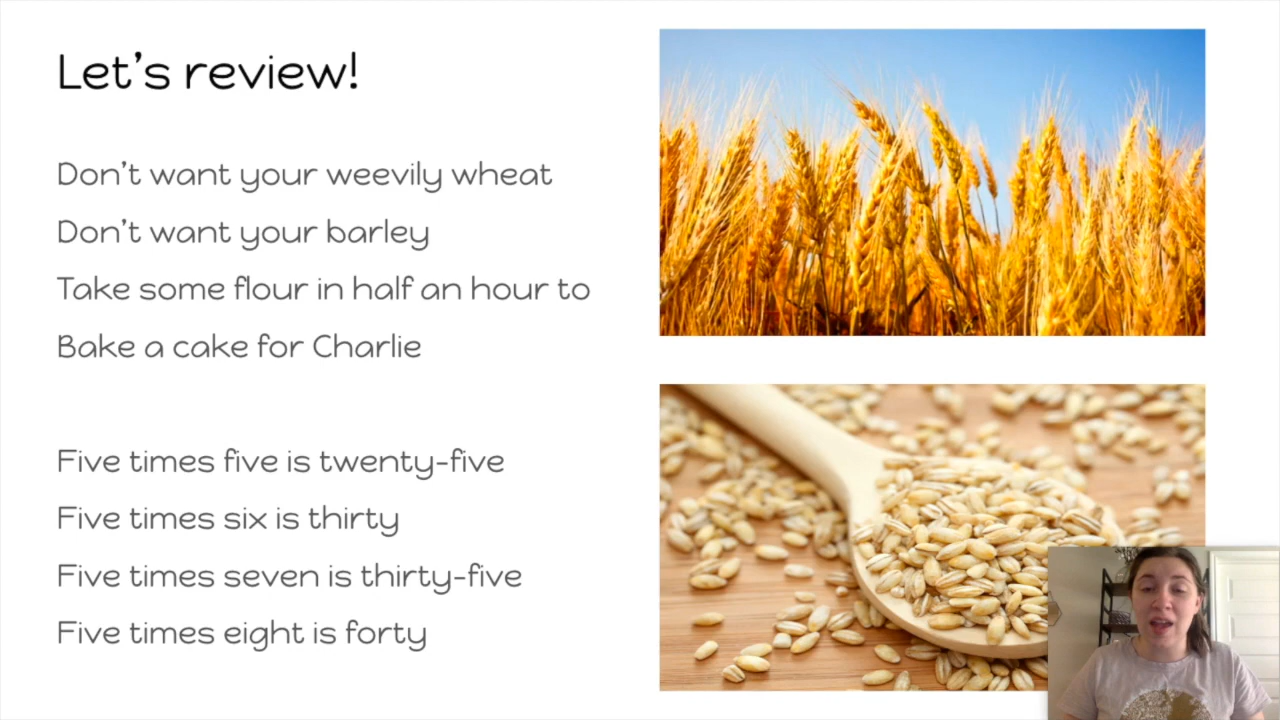 Let's review!
Don't want your weevily wheat
Don't want your barley
Take some flour in half an hour to
Bake a cake for Charlie
Five times five is twenty-five
Five times six is thirty
Five times seven is thirty-five
Five times eight is forty